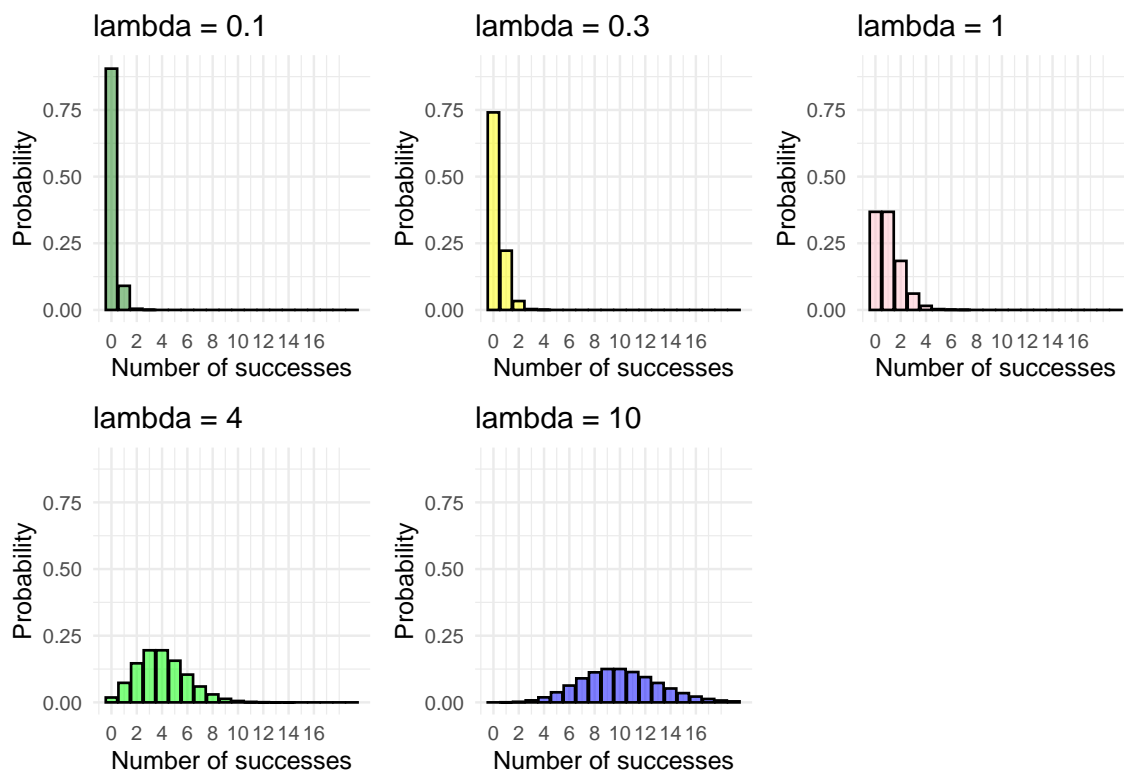 lambda = 0.1
0.75
0.50
0.25
0.00
Probability
0 2 4 6 8 10 12 14 16
Number of successes
lambda = 0.3
0.75
0.50
0.25
0.00
Probability
0 2 4 6 8 10 12 14 16
Number of successes
lambda = 1
0.75
0.50
0.25
0.00
Probability
0 2 4 6 8 10 12 14 16
Number of successes
lambda = 4
0.75
0.50
0.25
0.00
Probability
0 2 4 6 8 10 12 14 16
Number of successes
lambda = 10
0.75
0.50
0.25
0.00
Probability
0 2 4 6 8 10 12 14 16
Number of successes